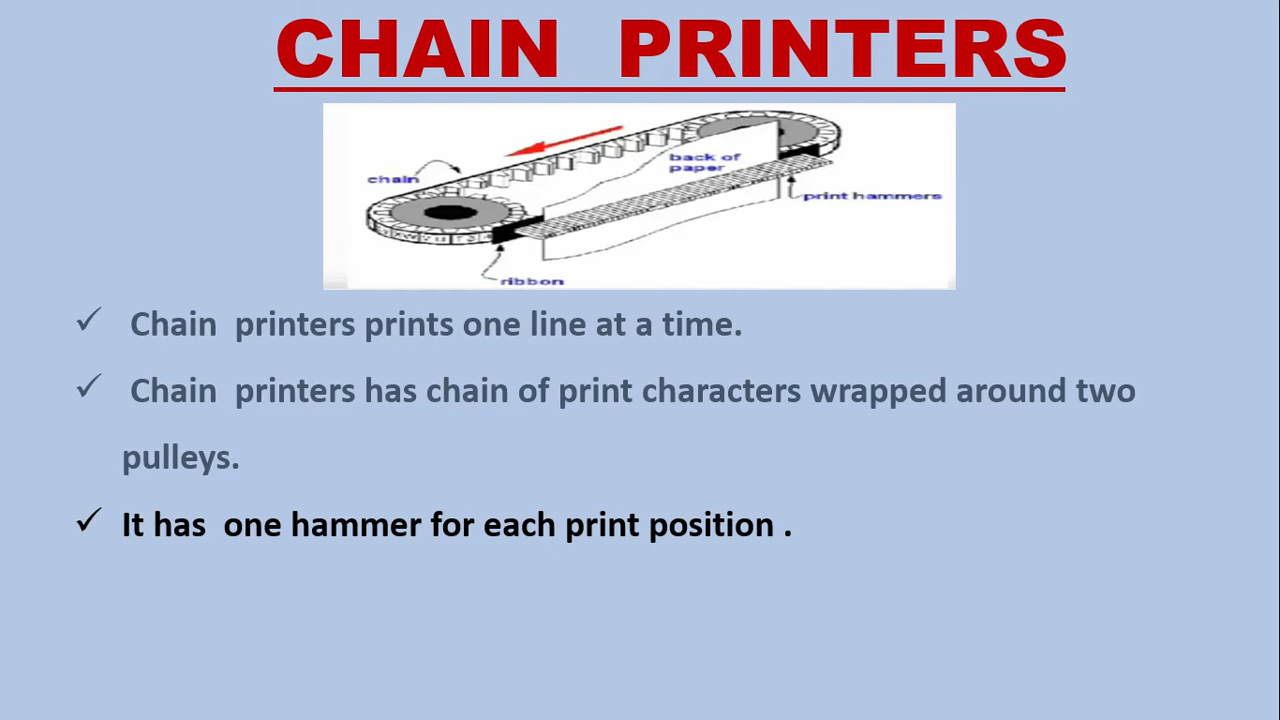 CHAIN PRINTERS
chain
back of
paper
print hammers
ribbon
✓ Chain printers prints one line at a time.
✓ Chain printers has chain of print characters wrapped around two
pulleys.
✓ It has one hammer for each print position .